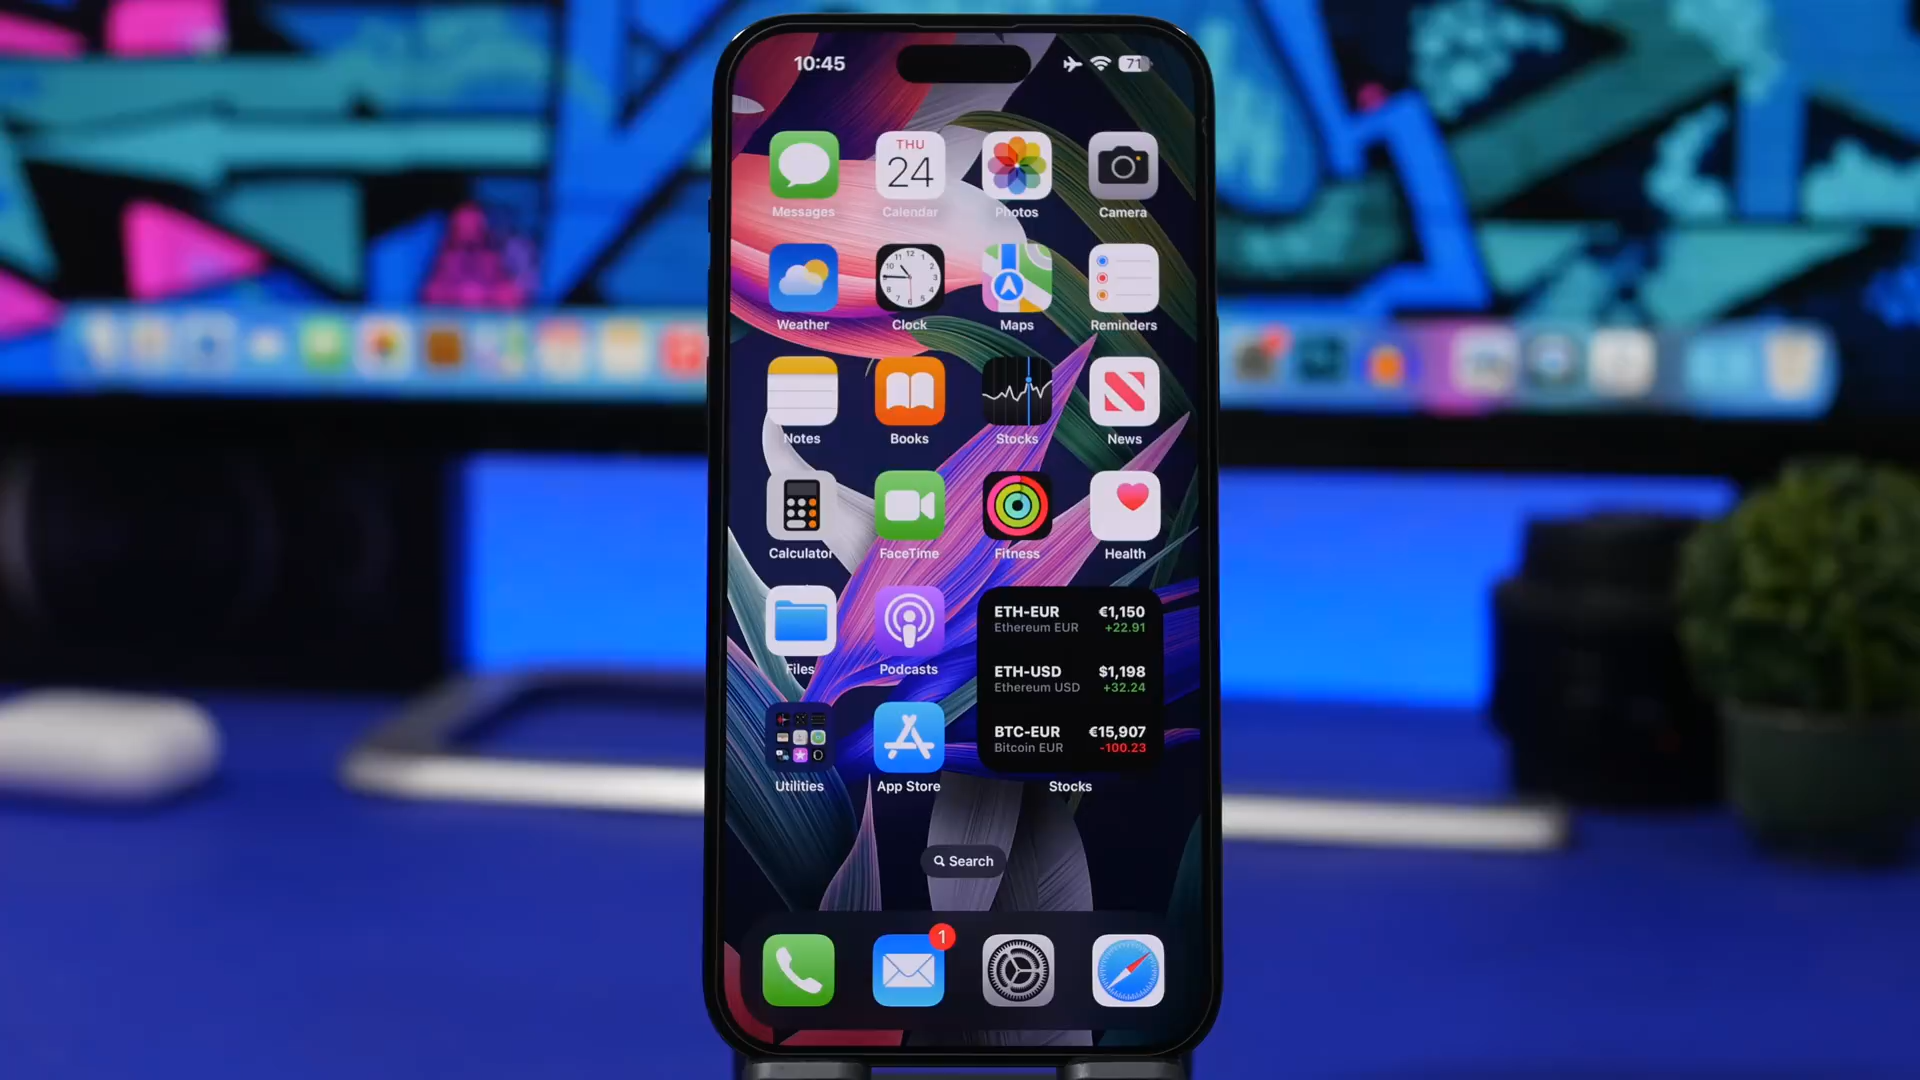 10:45
71
THU
24
Messages
Calendar
Photos
Camera
Weather
Clock
Maps
Reminders
Notes
Books
Stocks
News
Calculator
FaceTime
Fitness
Health
Files
Podcasts
ETH-EUR €1,150
Ethereum EUR +22.91
ETH-USD $1,198
Ethereum USD +32.24
BTC-EUR €15,907
Bitcoin EUR -100.23
Utilities
App Store
Stocks
Search
1